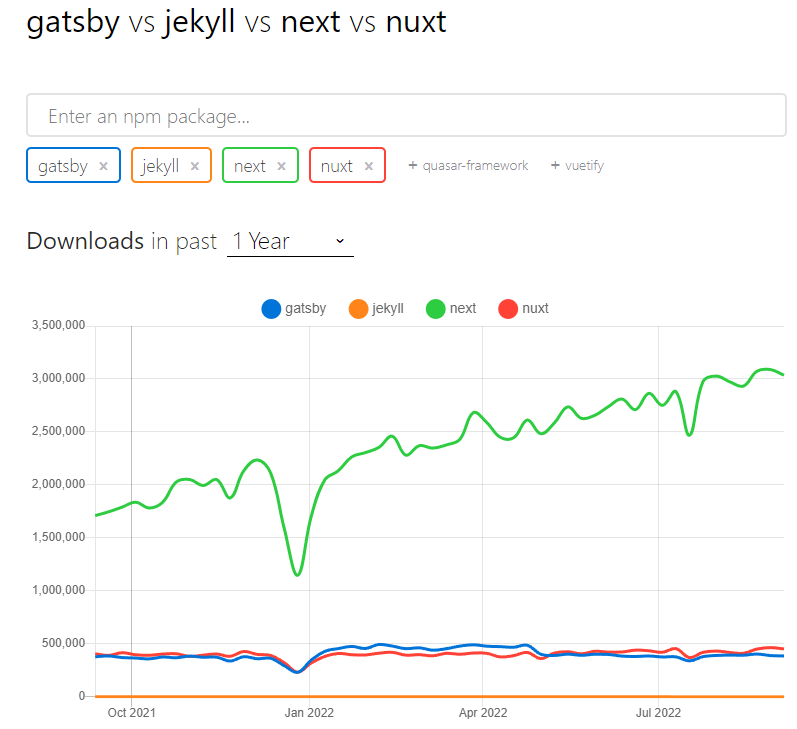 gatsby vs jekyll vs next vs nuxt
Enter an npm package...
gatsby × jekyll × next × nuxt × + quasar-framework + vuetify
Downloads in past 1 Year
gatsby jekyll next nuxt
3,500,000
3,000,000
2,500,000
2,000,000
1,500,000
1,000,000
500,000
0
Oct 2021 Jan 2022 Apr 2022 Jul 2022